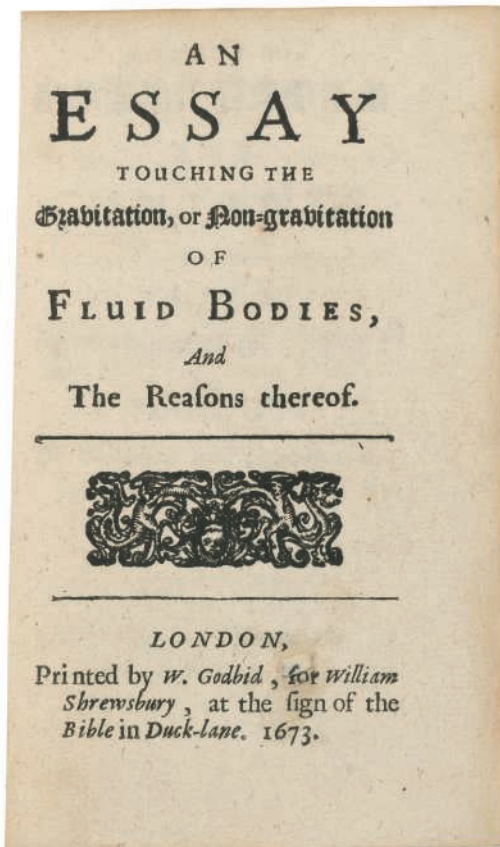 AN
ESSAY
TOUCHING THE
Gravitation, or Non-gravitation
OF
FLUID BODIES,
And
The Reaſons thereof.
LONDON,
Printed by W. Godbid, for William
Shrewsbury, at the ſign of the
Bible in Duck-lane. 1673.